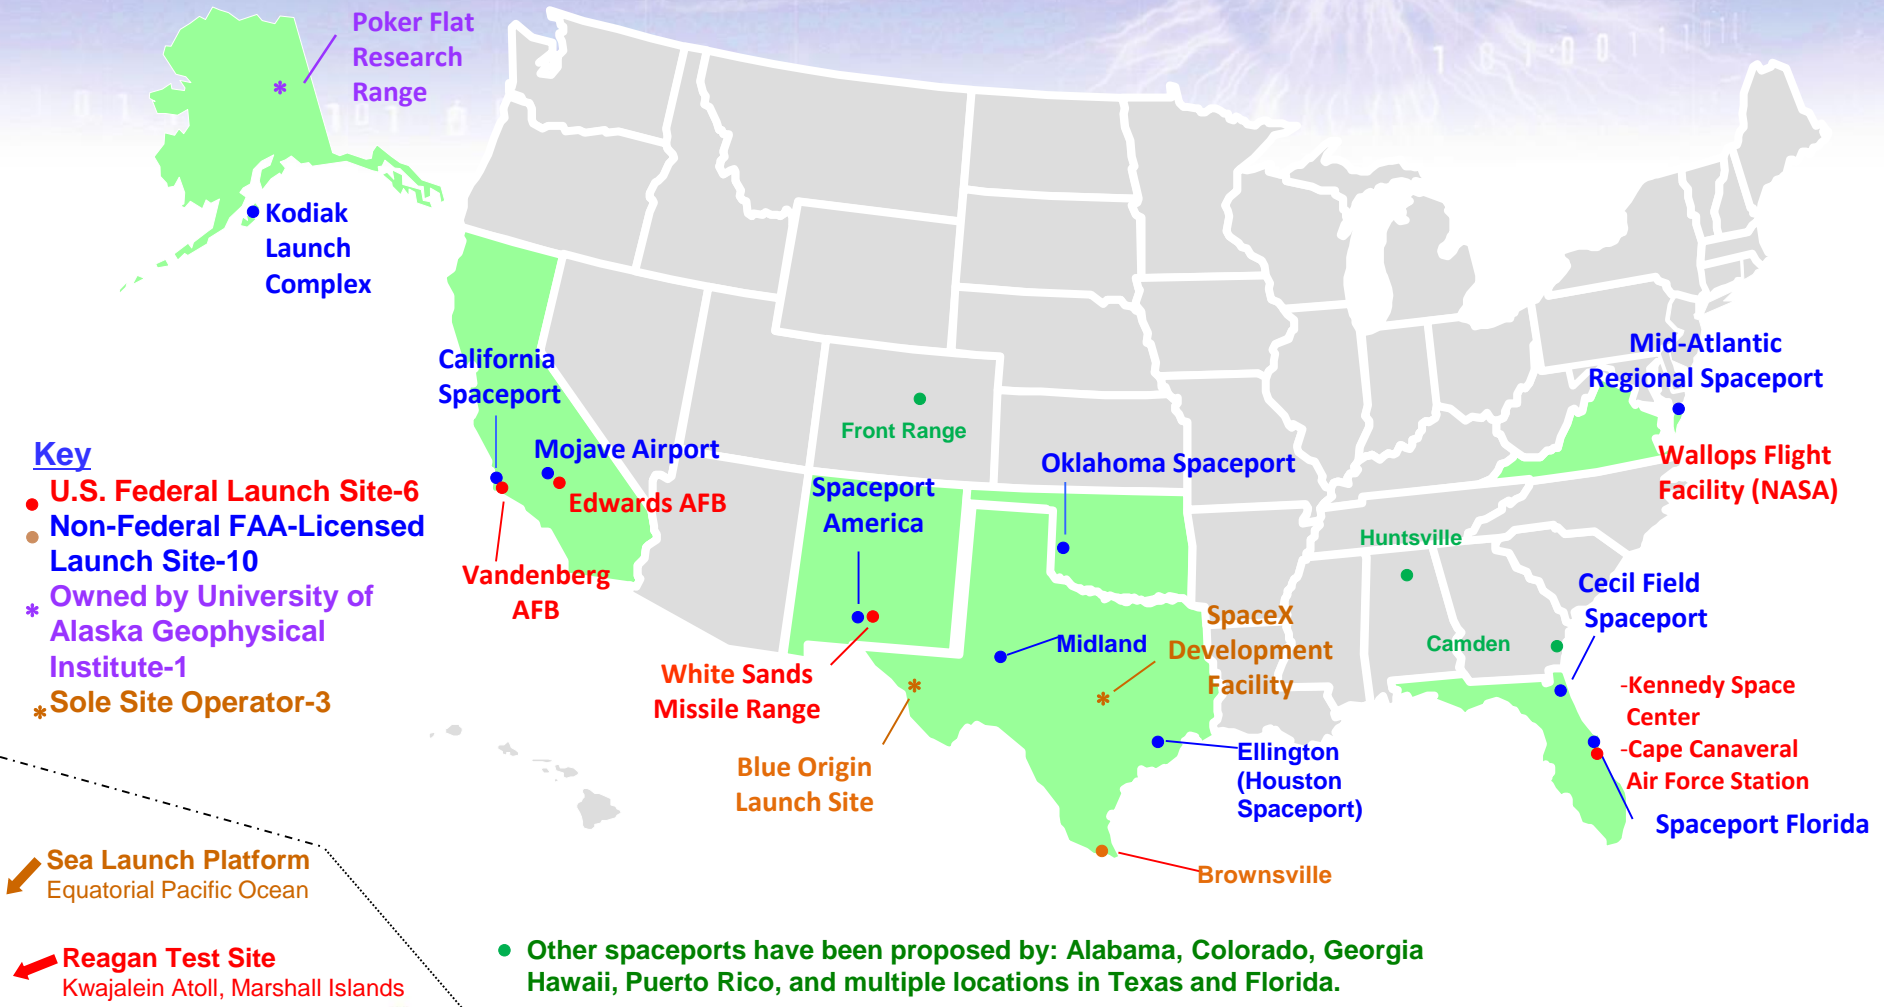 Poker Flat
Research
Range
Kodiak
Launch
Complex
California
Spaceport
Mojave Airport
Edwards AFB
Vandenberg
AFB
Front Range
Spaceport
America
Oklahoma Spaceport
White Sands
Missile Range
Midland
SpaceX
Development
Facility
Blue Origin
Launch Site
Ellington
(Houston
Spaceport)
Brownsville
Mid-Atlantic
Regional Spaceport
Wallops Flight
Facility (NASA)
Huntsville
Camden
Cecil Field
Spaceport
-Kennedy Space
Center
-Cape Canaveral
Air Force Station
Spaceport Florida
Key
U.S. Federal Launch Site-6
Non-Federal FAA-Licensed
Launch Site-10
* Owned by University of
Alaska Geophysical
Institute-1
* Sole Site Operator-3
Sea Launch Platform
Equatorial Pacific Ocean
Reagan Test Site
Kwajalein Atoll, Marshall Islands
• Other spaceports have been proposed by: Alabama, Colorado, Georgia
Hawaii, Puerto Rico, and multiple locations in Texas and Florida.